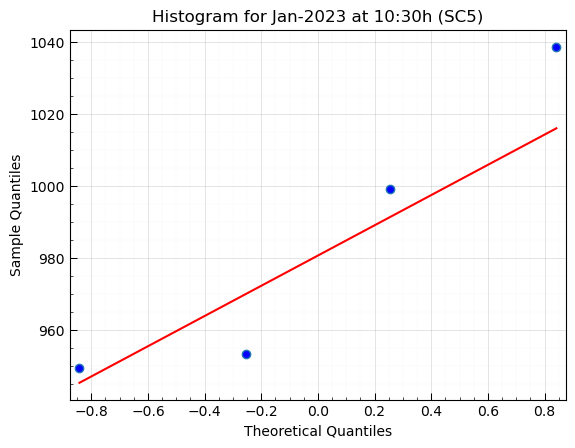 Histogram for Jan-2023 at 10:30h (SC5)
1040
1020
1000
980
960
Sample Quantiles
−0.8 −0.6 −0.4 −0.2 0.0 0.2 0.4 0.6 0.8
Theoretical Quantiles